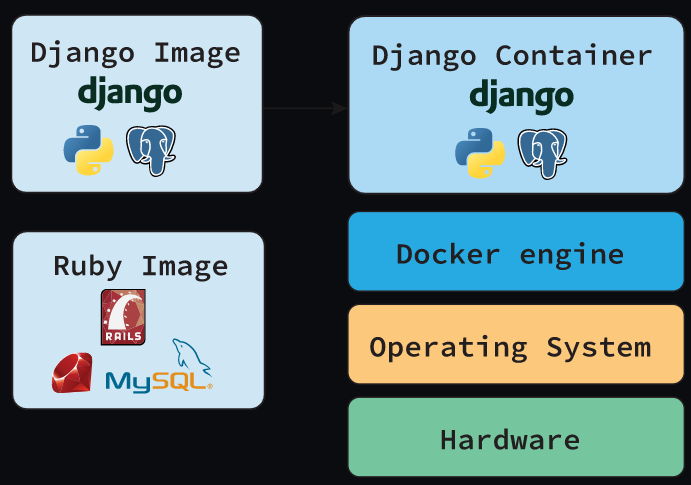 Django Image
django
Ruby Image
RAILS
MySQL®
Django Container
django
Docker engine
Operating System
Hardware